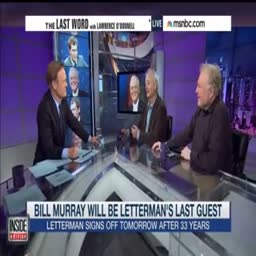 THE LAST WORD WITH LAWRENCE O'DONNELL
LIVE
msnbc.com
BILL MURRAY WILL BE LETTERMAN'S LAST GUEST
LETTERMAN SIGNS OFF TOMORROW AFTER 33 YEARS
INSIDE